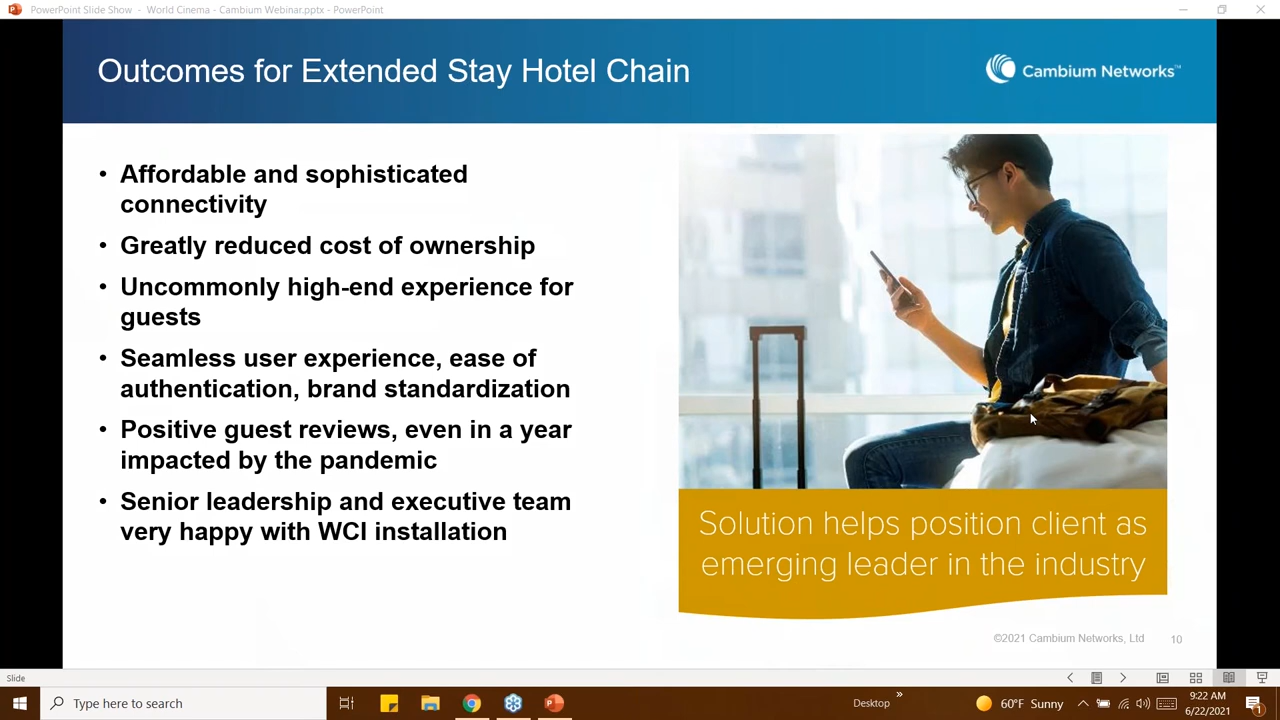 PowerPoint Slide Show - World Cinema - Cambium Webinar.pptx - PowerPoint
Outcomes for Extended Stay Hotel Chain
Cambium Networks™
• Affordable and sophisticated
connectivity
• Greatly reduced cost of ownership
• Uncommonly high-end experience for
guests
• Seamless user experience, ease of
authentication, brand standardization
• Positive guest reviews, even in a year
impacted by the pandemic
• Senior leadership and executive team
very happy with WCI installation
Solution helps position client as
emerging leader in the industry
©2021 Cambium Networks, Ltd 10
Slide
Type here to search
Desktop
»
60°F Sunny
9:22 AM
6/22/2021
1